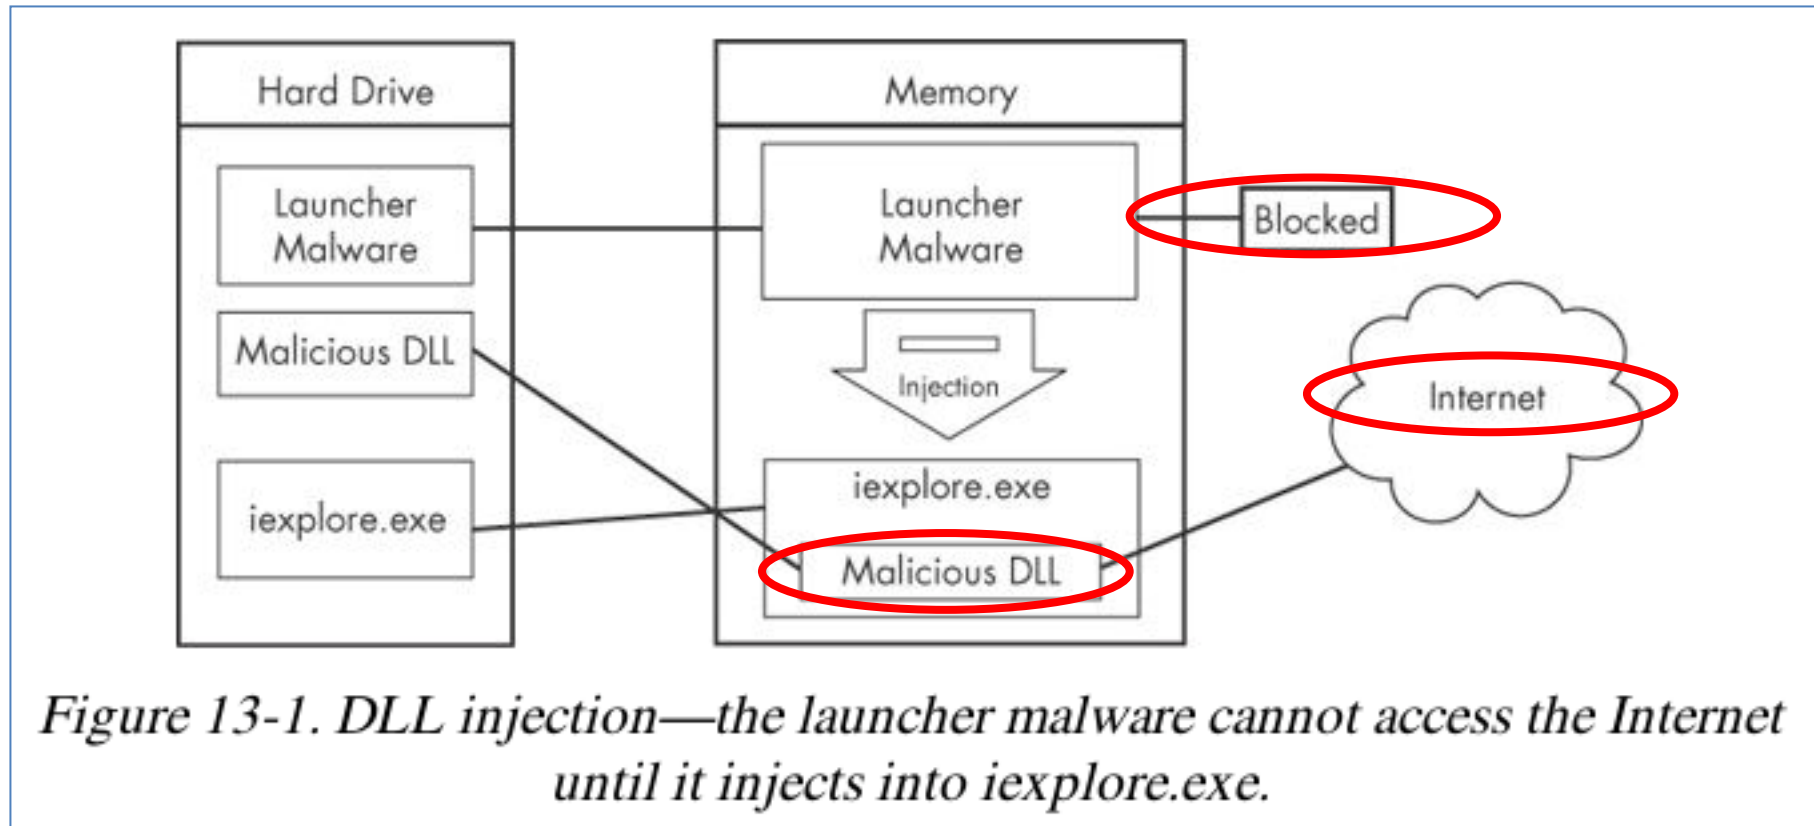 Hard Drive
Memory
Launcher
Malware
Launcher
Malware
Blocked
Malicious DLL
Injection
Internet
iexplore.exe
iexplore.exe
Malicious DLL
Figure 13-1. DLL injection—the launcher malware cannot access the Internet
until it injects into iexplore.exe.